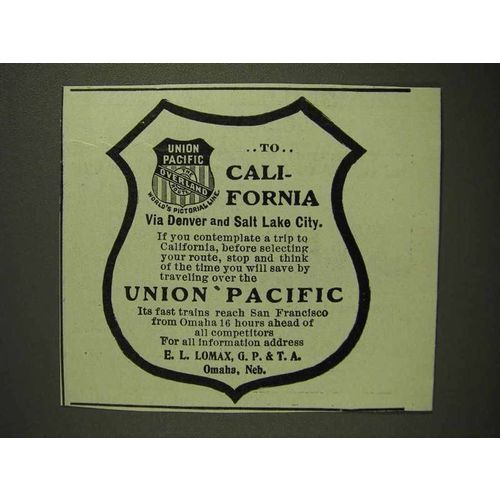 UNION
PACIFIC
THE
OVERLAND
ROUTE
WORLD'S PICTORIAL LINE
..TO..
CALI-
FORNIA
Via Denver and Salt Lake City.
If you contemplate a trip to
California, before selecting
your route, stop and think
of the time you will save by
traveling over the
UNION PACIFIC
Its fast trains reach San Francisco
from Omaha 16 hours ahead of
all competitors
For all information address
E. L. LOMAX, G. P. & T. A.
Omaha, Neb.